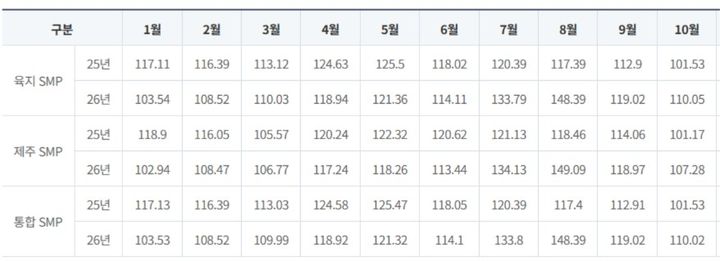 구분 1월 2월 3월 4월 5월 6월 7월 8월 9월 10월
육지 SMP 25년 117.11 116.39 113.12 124.63 125.5 118.02 120.39 117.39 112.9 101.53
26년 103.54 108.52 110.03 118.94 121.36 114.11 133.79 148.39 119.02 110.05
제주 SMP 25년 118.9 116.05 105.57 120.24 122.32 120.62 121.13 118.46 114.06 101.17
26년 102.94 108.47 106.77 117.24 118.26 113.44 134.13 149.09 118.97 107.28
통합 SMP 25년 117.13 116.39 113.03 124.58 125.47 118.05 120.39 117.4 112.91 101.53
26년 103.53 108.52 109.99 118.92 121.32 114.1 133.8 148.39 119.02 110.02